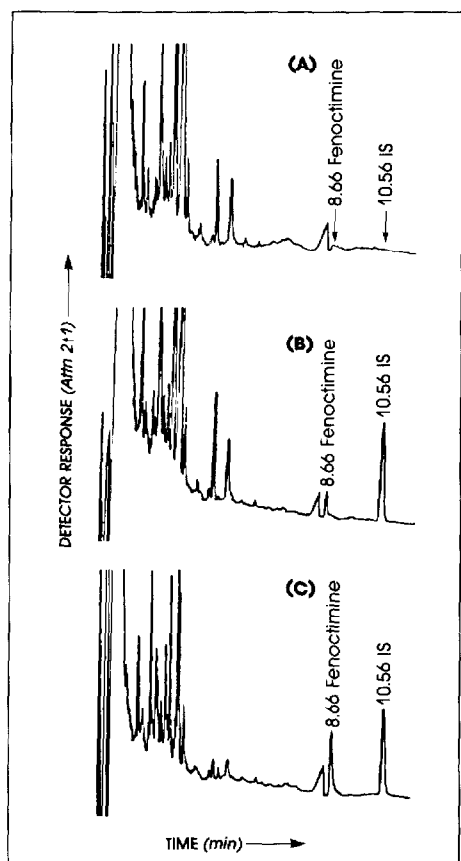 (A)
8.66 Fenoctimine
10.56 IS
(B)
8.66 Fenoctimine
10.56 IS
(C)
8.66 Fenoctimine
10.56 IS
DETECTOR RESPONSE (Attn 2↑1)
TIME (min)